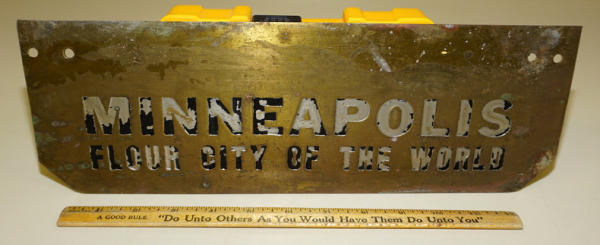 MINNEAPOLIS
FLOUR CITY OF THE WORLD
A GOOD RULE "Do Unto Others As You Would Have Them Do Unto You"